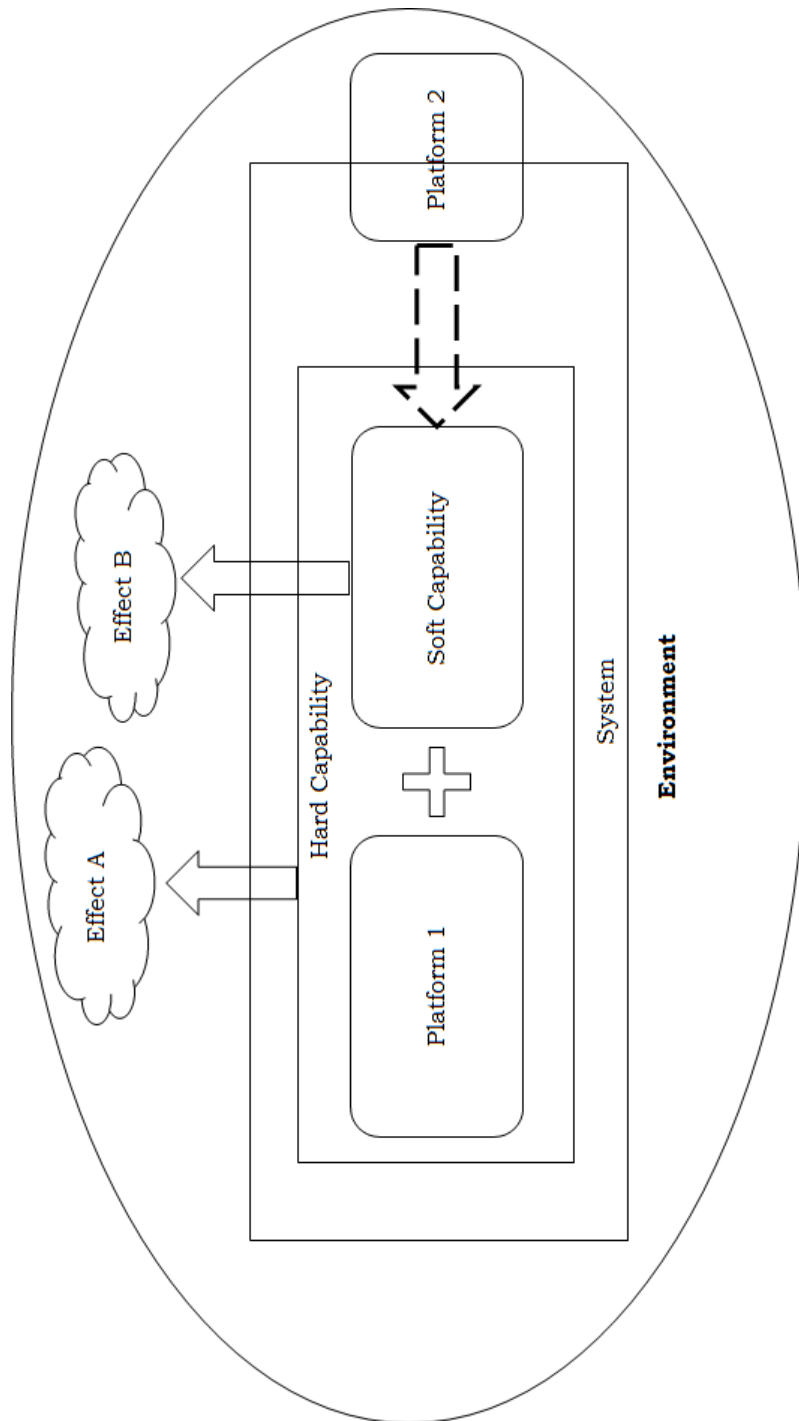 Effect A
Effect B
Hard Capability
Platform 1
Soft Capability
Platform 2
System
Environment